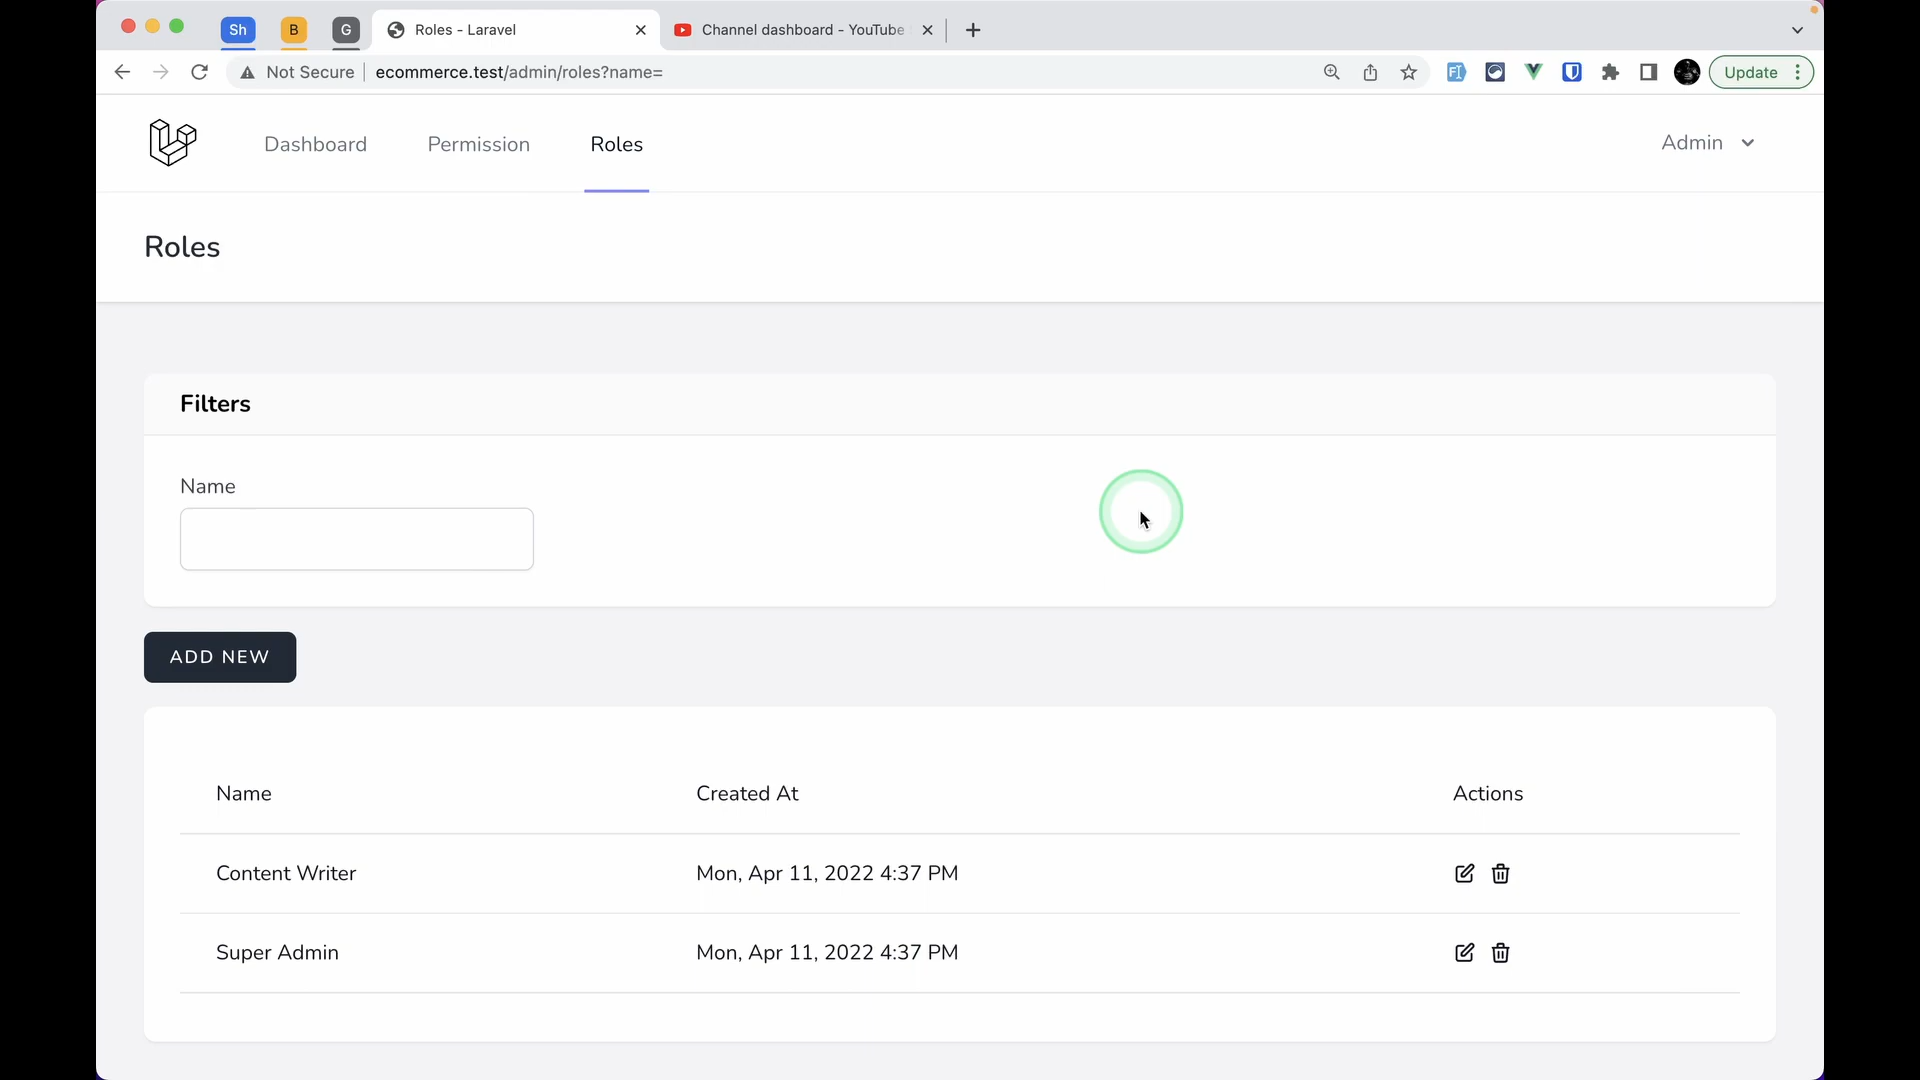 Sh
B
G
Roles - Laravel
Channel dashboard - YouTube
Not Secure
ecommerce.test/admin/roles?name=
Update
Dashboard
Permission
Roles
Admin
Roles
Filters
Name
ADD NEW
Name
Created At
Actions
Content Writer
Mon, Apr 11, 2022 4:37 PM
Super Admin
Mon, Apr 11, 2022 4:37 PM